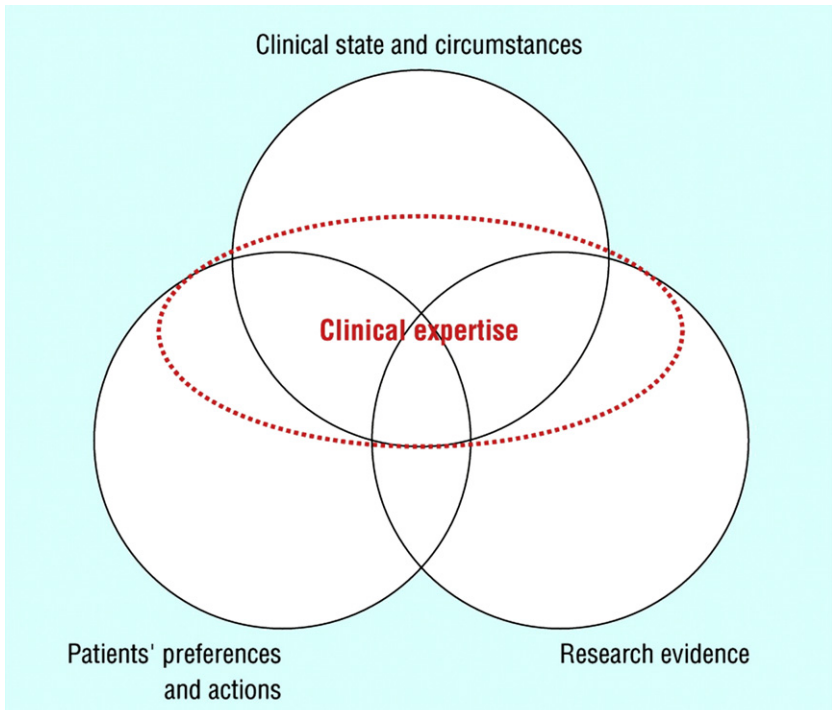 Clinical state and circumstances
Clinical expertise
Patients' preferences
and actions
Research evidence